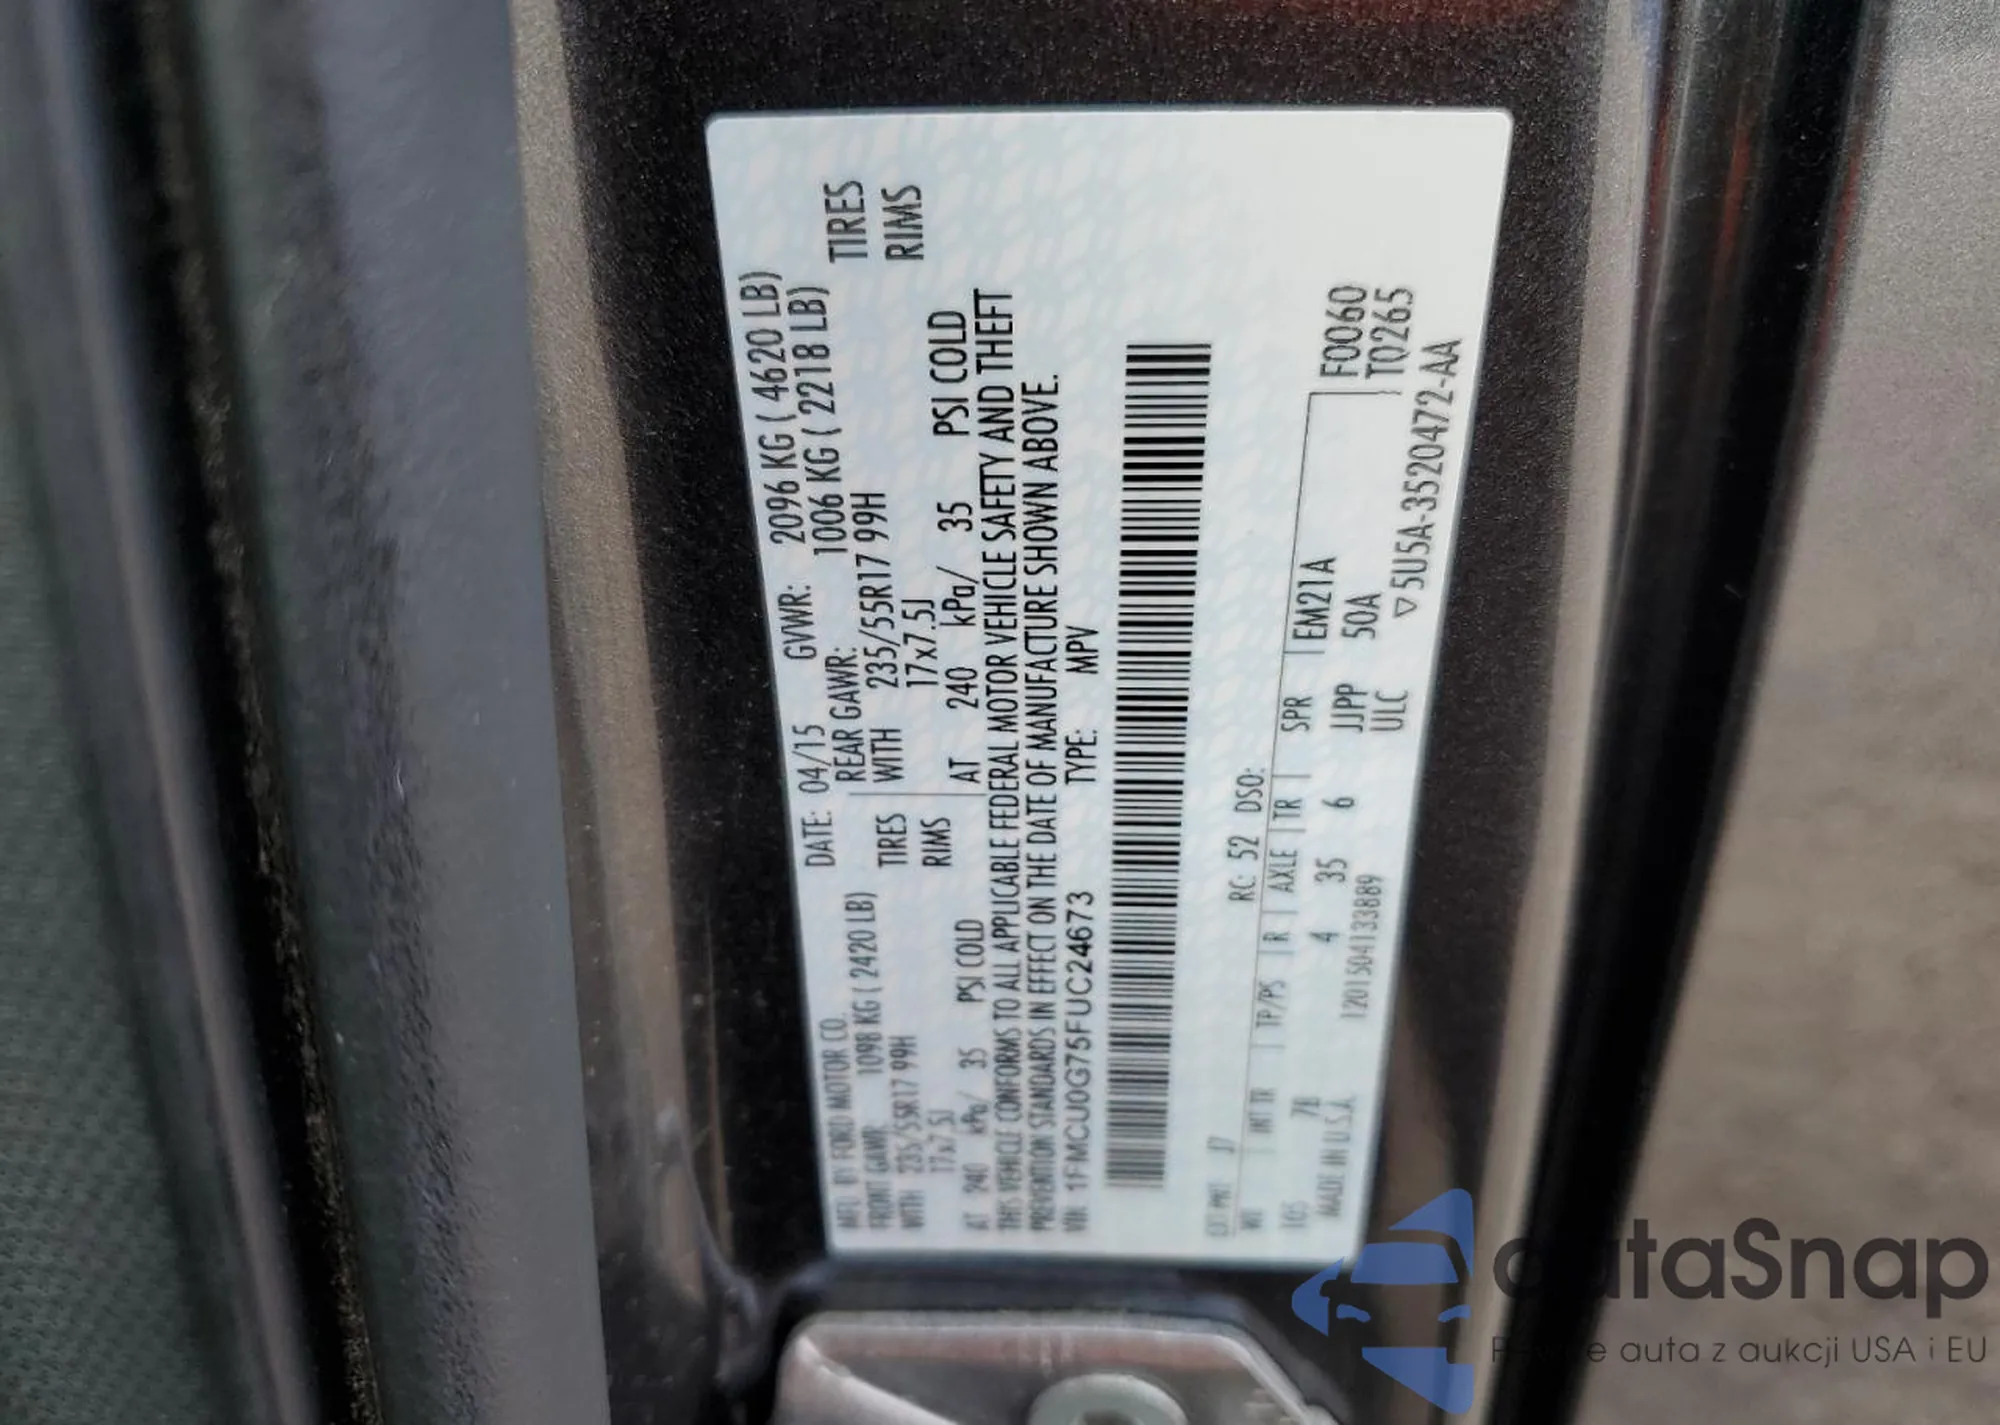 MFD. BY FORD MOTOR CO.
DATE: 04/15 GVWR: 2096 KG ( 4620 LB)
FRONT GAWR: 1098 KG ( 2420 LB) REAR GAWR: 1006 KG ( 2218 LB)
WITH 235/55R17 99H TIRES WITH 235/55R17 99H TIRES
17x7.5J RIMS 17x7.5J RIMS
AT 240 kPa/ 35 PSI COLD AT 240 kPa/ 35 PSI COLD
THIS VEHICLE CONFORMS TO ALL APPLICABLE FEDERAL MOTOR VEHICLE SAFETY AND THEFT
PREVENTION STANDARDS IN EFFECT ON THE DATE OF MANUFACTURE SHOWN ABOVE.
VIN: 1FMCU0G75FUC24673 TYPE: MPV
EXT PNT: J7 RC: 52 DSO:
WB INT TR TP/PS R AXLE TR SPR EM21A F0060
105 7B 4 35 6 JJPP 50A T0265
MADE IN U.S.A. 1201504133889 ULC
▽5U5A-3520472-AA
autaSnap
Pewne auta z aukcji USA i EU